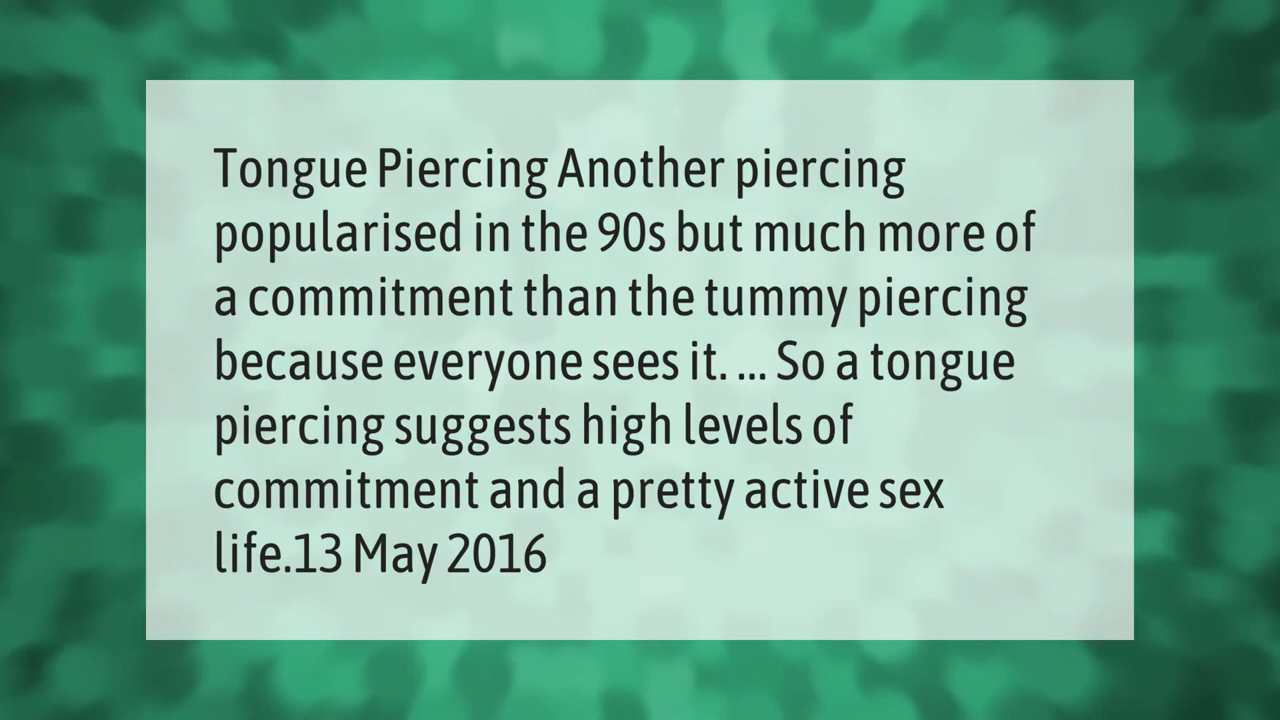 Tongue Piercing Another piercing
popularised in the 90s but much more of
a commitment than the tummy piercing
because everyone sees it. ... So a tongue
piercing suggests high levels of
commitment and a pretty active sex
life.13 May 2016